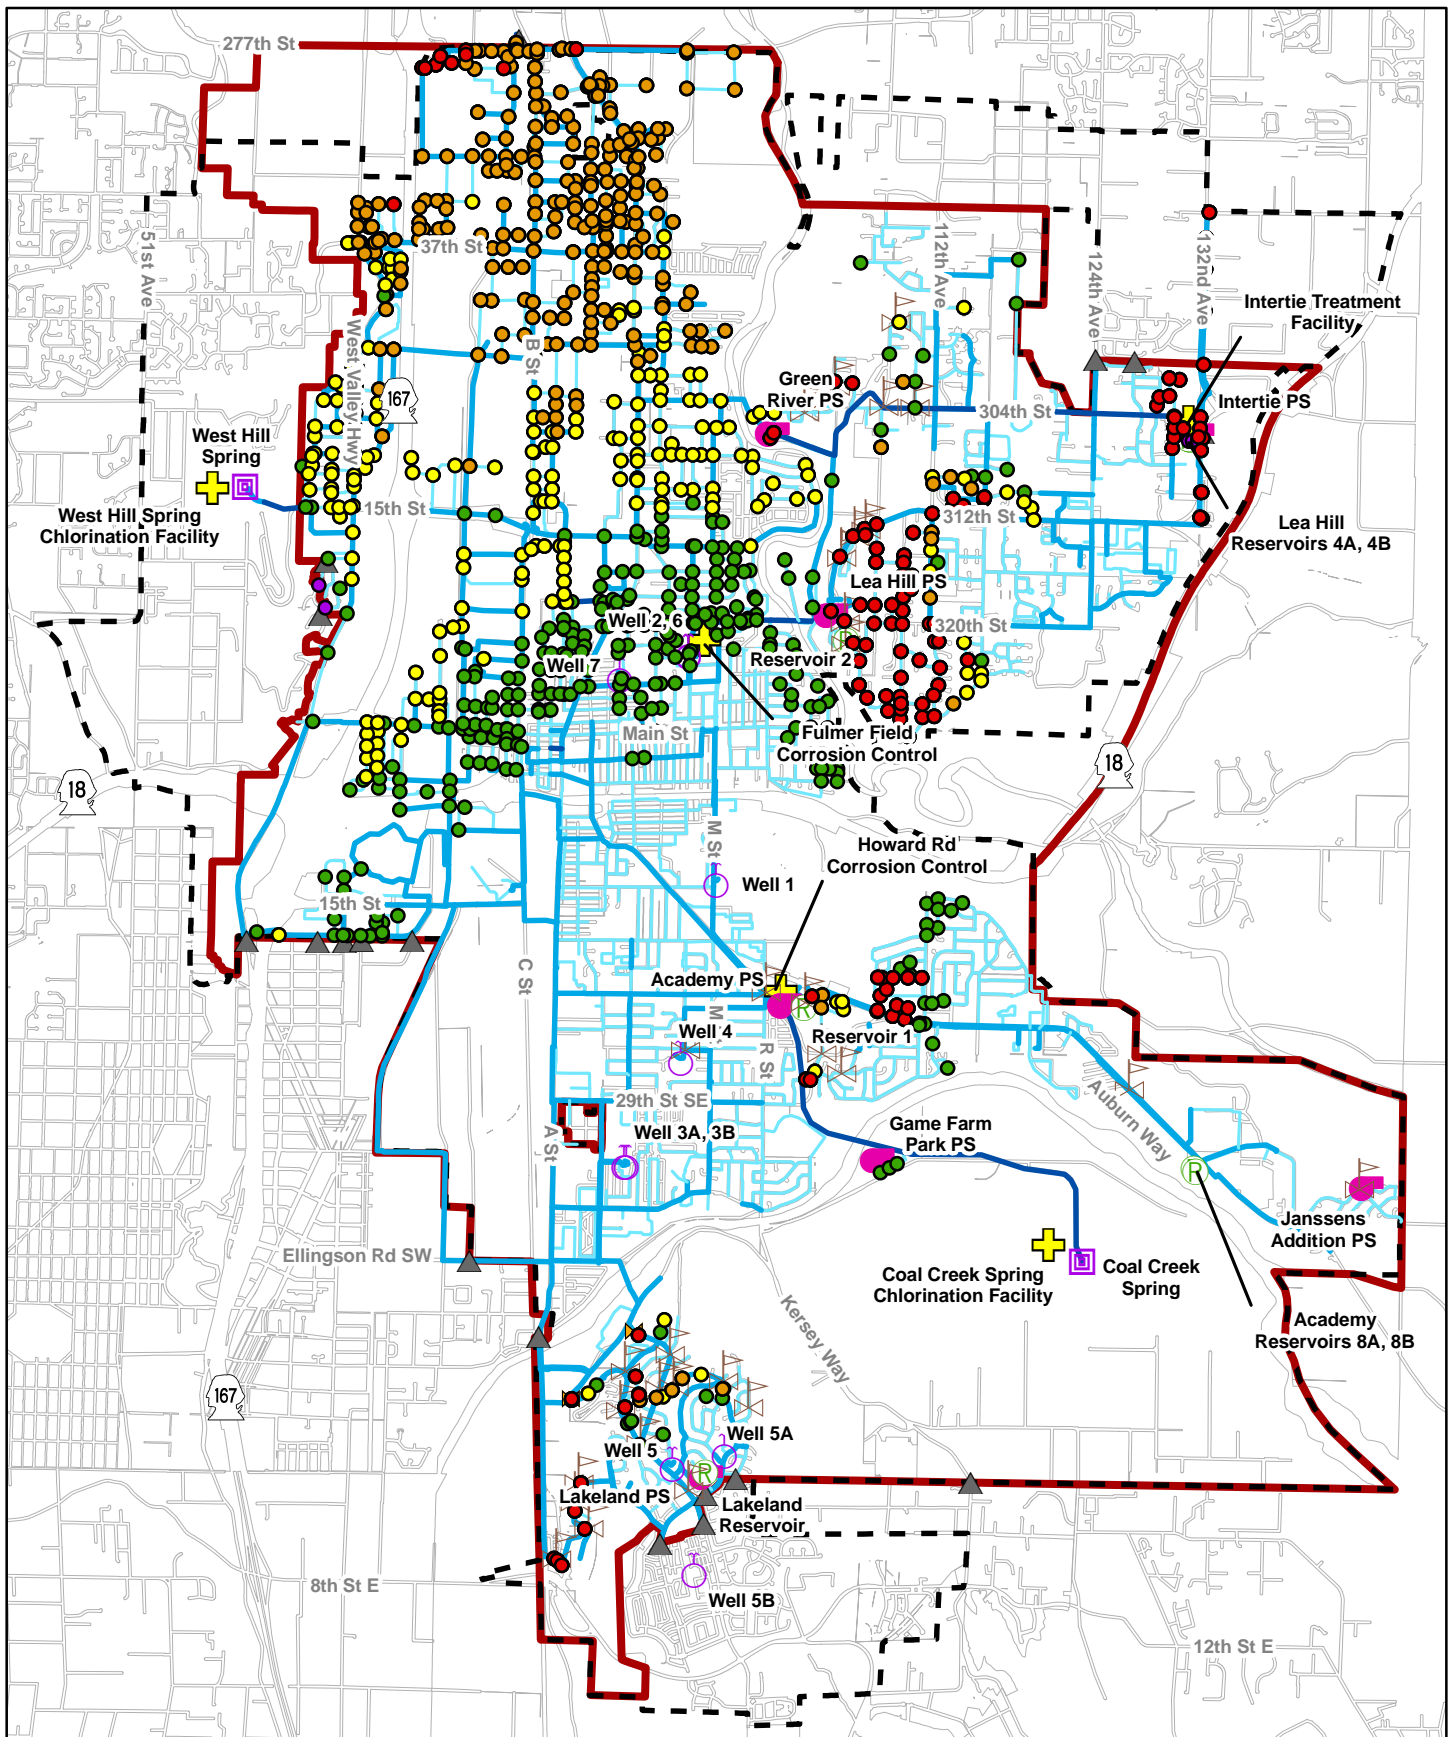 277th St
51st Ave
37th St
West Valley Hwy
B St
112th Ave
124th Ave
132nd Ave
Intertie Treatment
Facility
Green
River PS
304th St
Intertie PS
167
West Hill
Spring
15th St
312th St
West Hill Spring
Chlorination Facility
Lea Hill
Reservoirs 4A, 4B
Lea Hill PS
Well 2, 6
320th St
R
Well 7
Reservoir 2
Main St
Fulmer Field
Corrosion Control
18
18
M St
Howard Rd
Corrosion Control
Well 1
15th St
C St
Academy PS
R
M St
Well 4
R St
Reservoir 1
29th St SE
Auburn Way
A St
Well 3A, 3B
Game Farm
Park PS
R
Janssens
Addition PS
Ellingson Rd SW
Coal Creek Spring
Chlorination Facility
Coal Creek
Spring
Kersey Way
Academy
Reservoirs 8A, 8B
167
Well 5A
Well 5
R
Lakeland PS
Lakeland
Reservoir
8th St E
Well 5B
12th St E